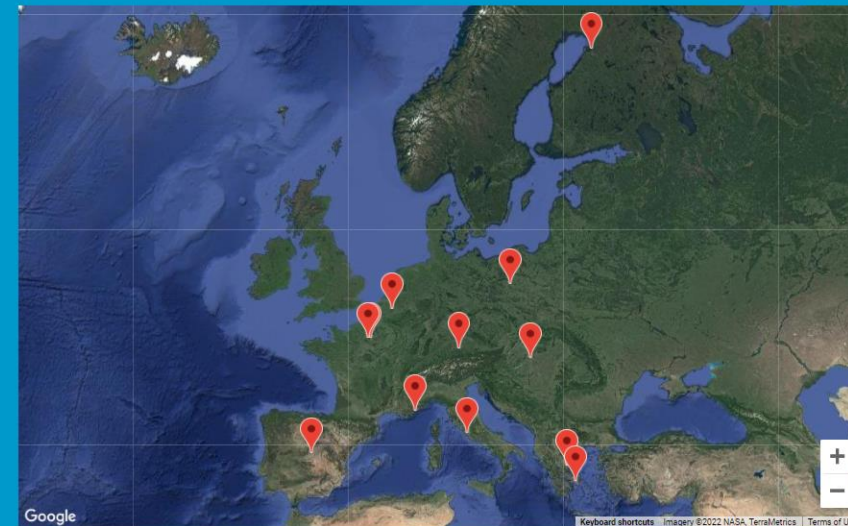 +
−
Google
Keyboard shortcuts Imagery ©2022 NASA, TerraMetrics Terms of U